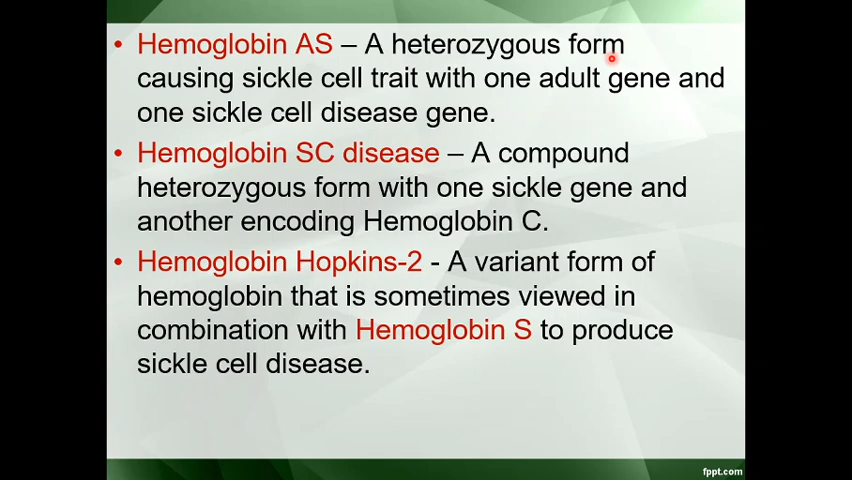 • Hemoglobin AS – A heterozygous form
causing sickle cell trait with one adult gene and
one sickle cell disease gene.
• Hemoglobin SC disease – A compound
heterozygous form with one sickle gene and
another encoding Hemoglobin C.
• Hemoglobin Hopkins-2 - A variant form of
hemoglobin that is sometimes viewed in
combination with Hemoglobin S to produce
sickle cell disease.
fppt.com